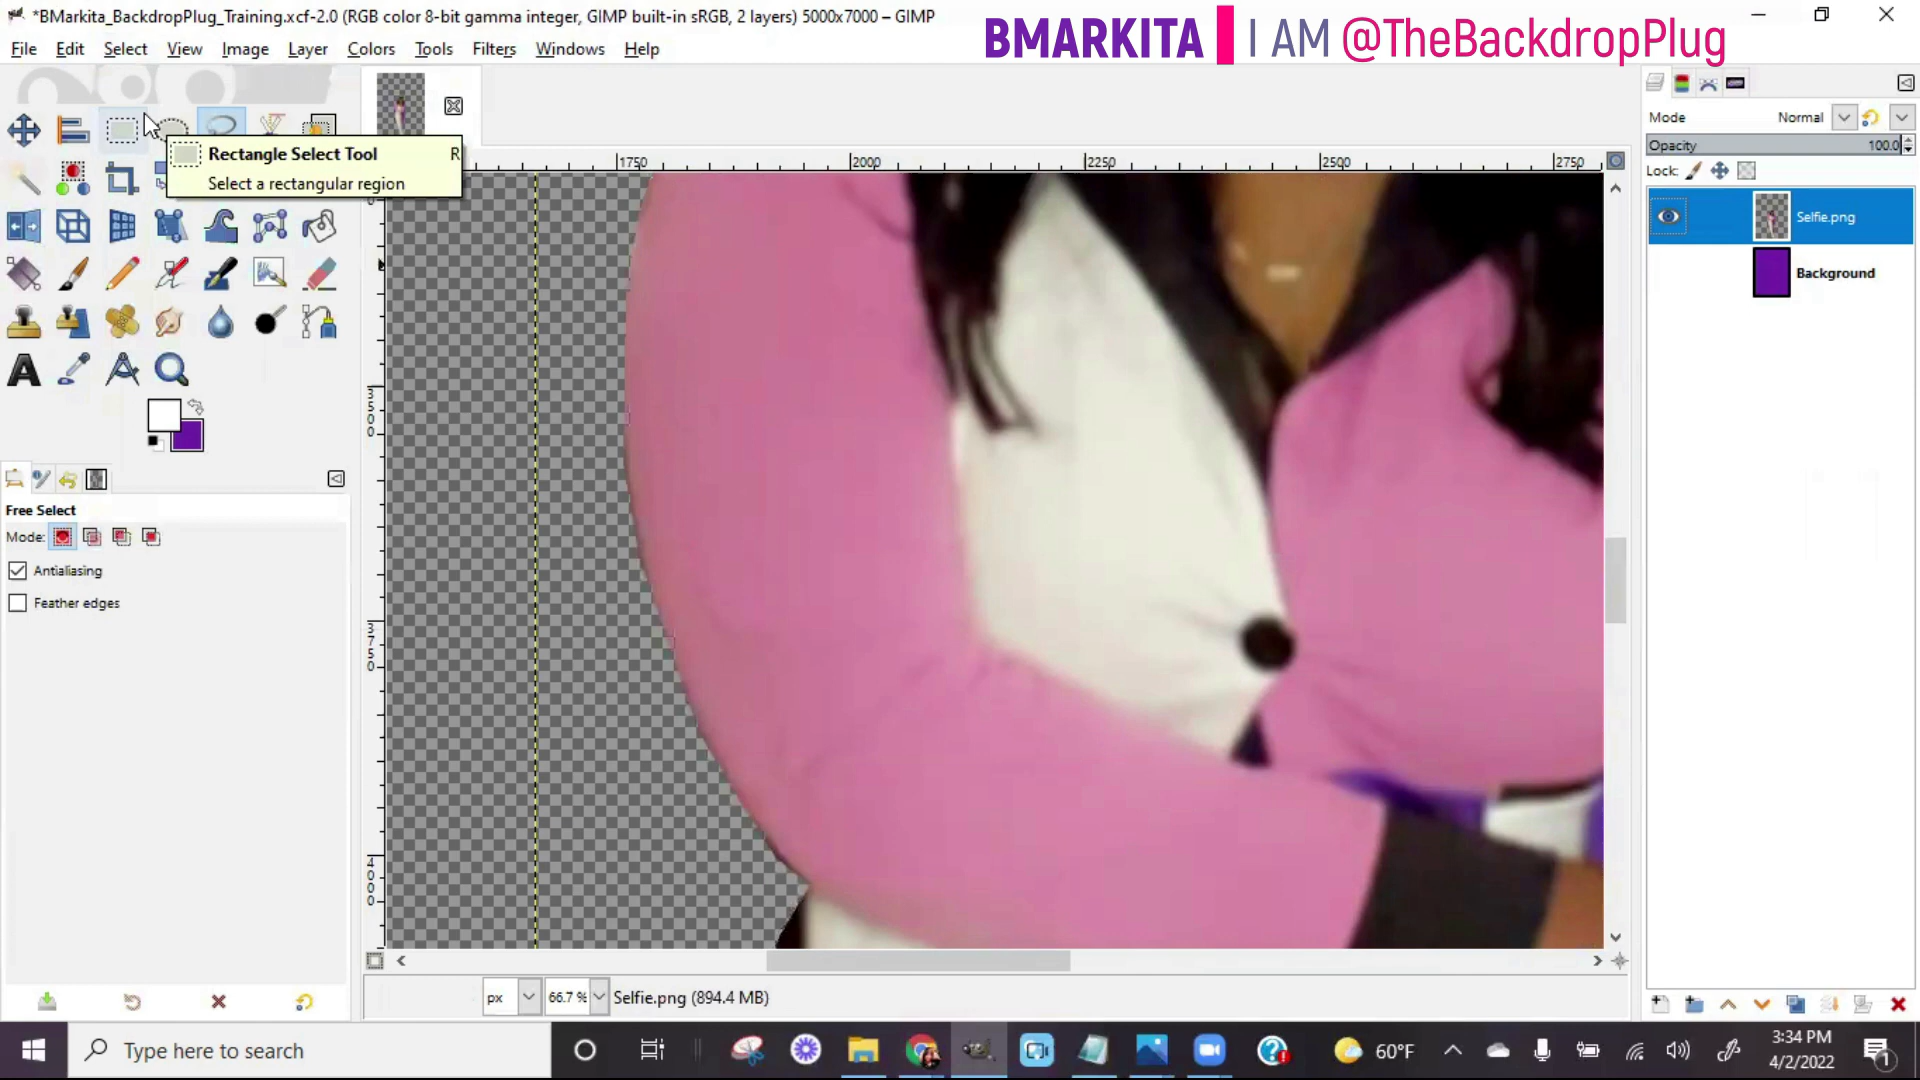 *BMarkita_BackdropPlug_Training.xcf-2.0 (RGB color 8-bit gamma integer, GIMP built-in sRGB, 2 layers) 5000x7000 – GIMP
BMARKITA I AM @TheBackdropPlug
File Edit Select View Image Layer Colors Tools Filters Windows Help
Mode Normal
Opacity 100.0
Lock:
Rectangle Select Tool R
Select a rectangular region
1750 2000 2250 2500 2750
Selfie.png
Background
3500
3750
4000
Free Select
Mode:
Antialiasing
Feather edges
px 66.7 % Selfie.png (894.4 MB)
Type here to search
60°F
3:34 PM
4/2/2022
1